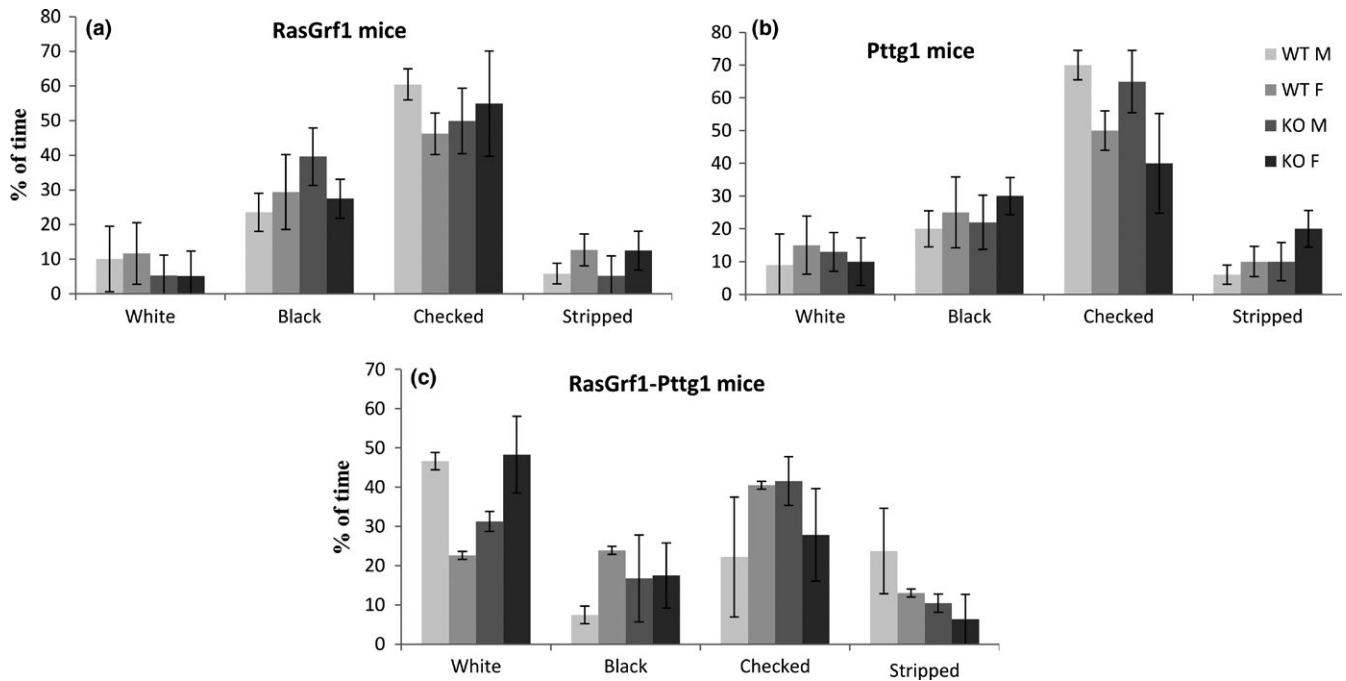 (a)
RasGrf1 mice
% of time
80
70
60
50
40
30
20
10
0
White Black Checked Stripped
(b)
Pttg1 mice
80
70
60
50
40
30
20
10
0
White Black Checked Stripped
WT M
WT F
KO M
KO F
(c)
RasGrf1-Pttg1 mice
% of time
70
60
50
40
30
20
10
0
White Black Checked Stripped